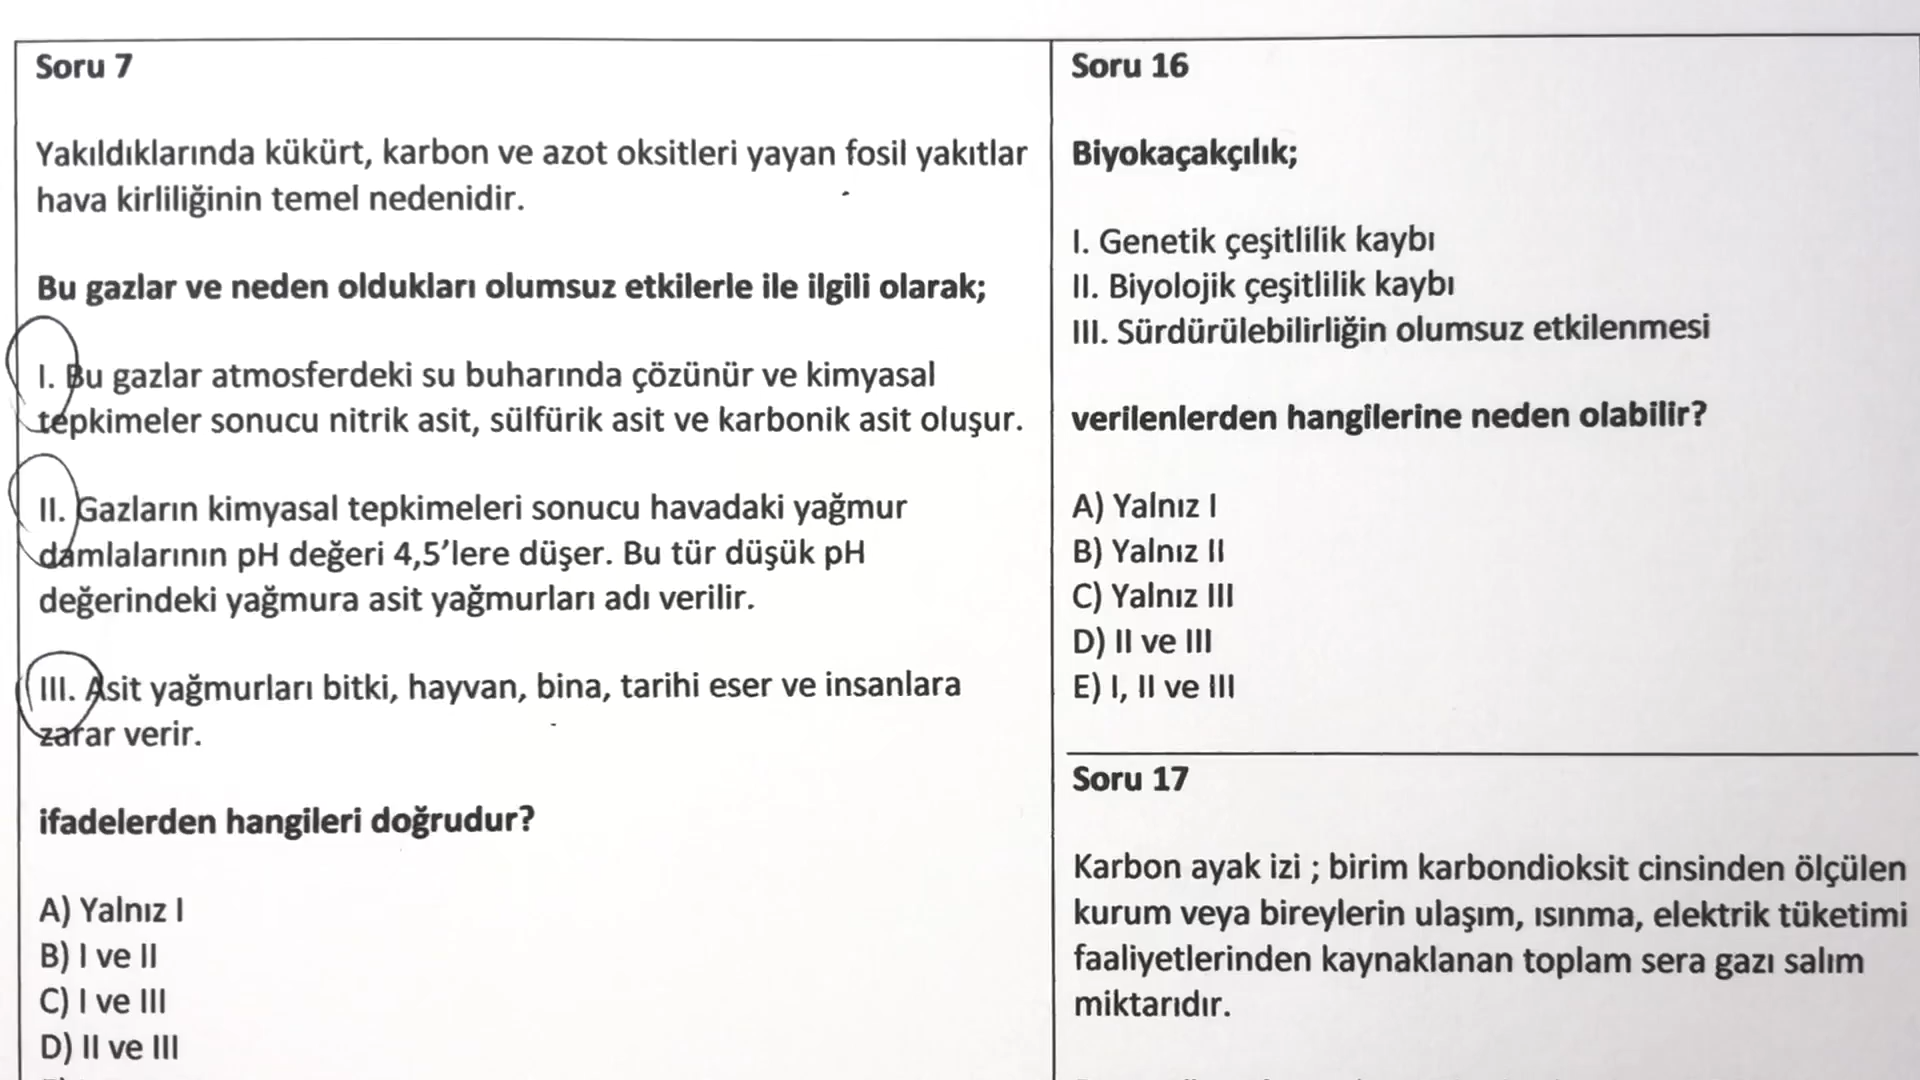 Soru 7
Yakıldıklarında kükürt, karbon ve azot oksitleri yayan fosil yakıtlar
hava kirliliğinin temel nedenidir.
Bu gazlar ve neden oldukları olumsuz etkilerle ile ilgili olarak;
I. Bu gazlar atmosferdeki su buharında çözünür ve kimyasal
tepkimeler sonucu nitrik asit, sülfürik asit ve karbonik asit oluşur.
II. Gazların kimyasal tepkimeleri sonucu havadaki yağmur
damlalarının pH değeri 4,5’lere düşer. Bu tür düşük pH
değerindeki yağmura asit yağmurları adı verilir.
III. Asit yağmurları bitki, hayvan, bina, tarihi eser ve insanlara
zarar verir.
ifadelerden hangileri doğrudur?
A) Yalnız I
B) I ve II
C) I ve III
D) II ve III
Soru 16
Biyokaçakçılık;
I. Genetik çeşitlilik kaybı
II. Biyolojik çeşitlilik kaybı
III. Sürdürülebilirliğin olumsuz etkilenmesi
verilenlerden hangilerine neden olabilir?
A) Yalnız I
B) Yalnız II
C) Yalnız III
D) II ve III
E) I, II ve III
Soru 17
Karbon ayak izi ; birim karbondioksit cinsinden ölçülen
kurum veya bireylerin ulaşım, ısınma, elektrik tüketimi
faaliyetlerinden kaynaklanan toplam sera gazı salım
miktarıdır.